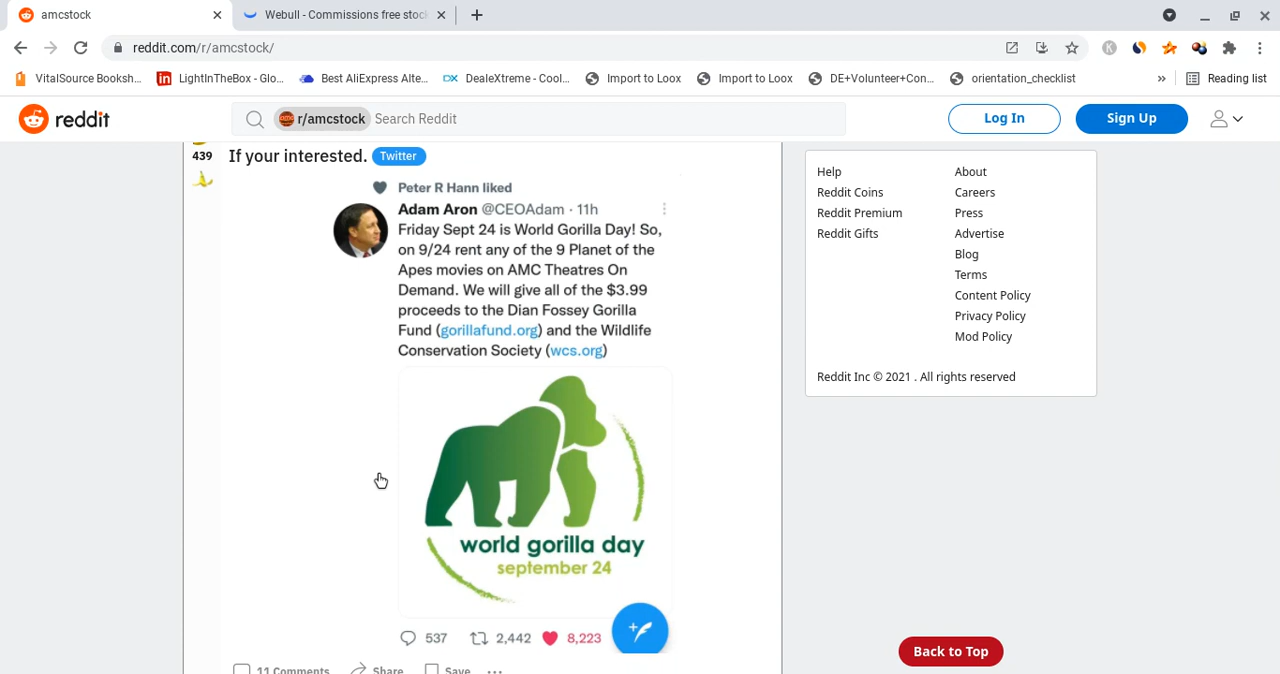 amcstock
Webull - Commissions free stoc
reddit.com/r/amcstock/
VitalSource Booksh...
LightInTheBox - Glo...
Best AliExpress Alte...
DX
DealeXtreme - Cool...
Import to Loox
Import to Loox
DE+Volunteer+Con...
orientation_checklist
»
Reading list
reddit
r/amcstock
Search Reddit
Log In
Sign Up
439
If your interested.
Twitter
Peter R Hann liked
Adam Aron @CEOAdam · 11h
Friday Sept 24 is World Gorilla Day! So,
on 9/24 rent any of the 9 Planet of the
Apes movies on AMC Theatres On
Demand. We will give all of the $3.99
proceeds to the Dian Fossey Gorilla
Fund (gorillafund.org) and the Wildlife
Conservation Society (wcs.org)
world gorilla day
september 24
537
2,442
8,223
11 Comments
Share
Save
Help
About
Reddit Coins
Careers
Reddit Premium
Press
Reddit Gifts
Advertise
Blog
Terms
Content Policy
Privacy Policy
Mod Policy
Reddit Inc © 2021 . All rights reserved
Back to Top